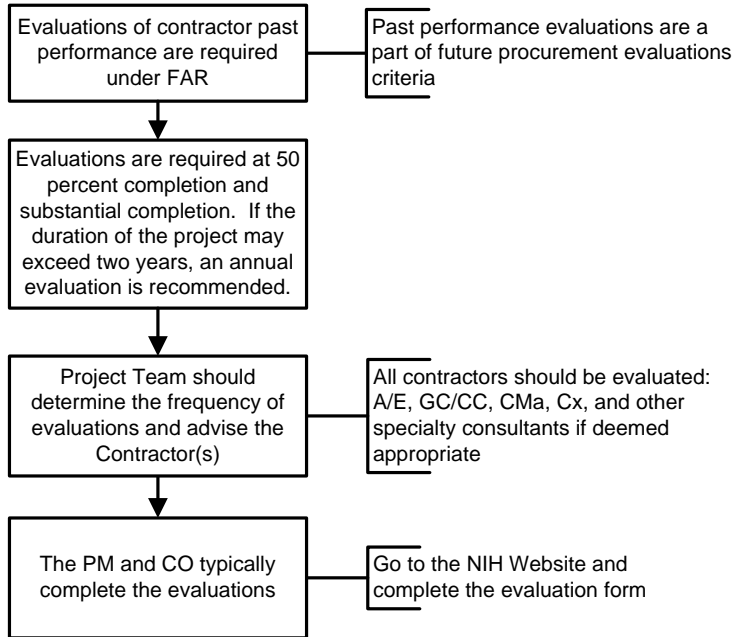 Evaluations of contractor past
performance are required
under FAR
Past performance evaluations are a
part of future procurement evaluations
criteria
Evaluations are required at 50
percent completion and
substantial completion.  If the
duration of the project may
exceed two years, an annual
evaluation is recommended.
Project Team should
determine the frequency of
evaluations and advise the
Contractor(s)
All contractors should be evaluated:
A/E, GC/CC, CMa, Cx, and other
specialty consultants if deemed
appropriate
The PM and CO typically
complete the evaluations
Go to the NIH Website and
complete the evaluation form